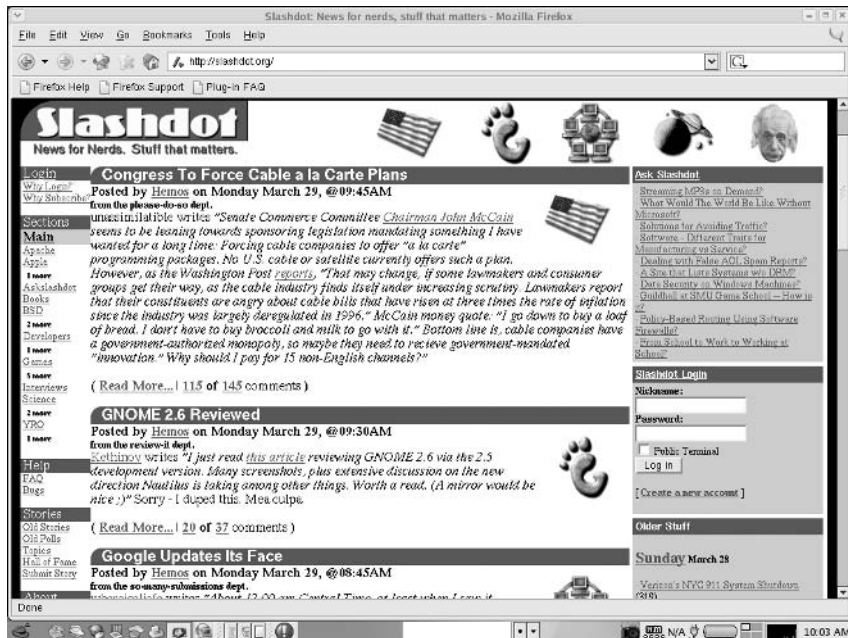 Slashdot: News for nerds, stuff that matters - Mozilla Firefox
File Edit View Go Bookmarks Tools Help
http://slashdot.org/
G
Firefox Help Firefox Support Plug-in FAQ
Slashdot
News for Nerds. Stuff that matters.
Login
Why Login?
Why Subscribe?
Sections
Main
Apache
Apple
1 more
Askslashdot
Books
BSD
2 more
Developers
1 more
Games
5 more
Interviews
Science
2 more
YRO
1 more
Help
FAQ
Bugs
Stories
Old Stories
Old Polls
Topics
Hall of Fame
Submit Story
About
Congress To Force Cable a la Carte Plans
Posted by Hemos on Monday March 29, @09:45AM
from the please-do-so dept.
unassimilatible writes "Senate Commerce Committee Chairman John McCain
seems to be leaning towards sponsoring legislation mandating something I have
wanted for a long time: Forcing cable companies to offer "a la carte"
programming packages. No U.S. cable or satellite currently offers such a plan.
However, as the Washington Post reports, "That may change, if some lawmakers and consumer
groups get their way, as the cable industry finds itself under increasing scrutiny. Lawmakers report
that their constituents are angry about cable bills that have risen at three times the rate of inflation
since the industry was largely deregulated in 1996." McCain money quote: "I go down to buy a loaf
of bread. I don't have to buy broccoli and milk to go with it." Bottom line is, cable companies have
a government-authorized monopoly, so maybe they need to recieve government-mandated
"innovation." Why should I pay for 15 non-English channels?"
( Read More... | 115 of 145 comments )
GNOME 2.6 Reviewed
Posted by Hemos on Monday March 29, @09:30AM
from the review-it dept.
Kethinov writes "I just read this article reviewing GNOME 2.6 via the 2.5
development version. Many screenshots, plus extensive discussion on the new
direction Nautilus is taking among other things. Worth a read. (A mirror would be
nice ;)" Sorry - I duped this. Mea culpa.
( Read More... | 20 of 37 comments )
Google Updates Its Face
Posted by Hemos on Monday March 29, @08:45AM
from the so-many-submissions dept.
writes "About 12:00 am Central Time, at least when I saw it
Ask Slashdot
· Streaming MP3s on Demand?
· What Would The World Be Like Without
Microsoft?
· Solutions for Avoiding Traffic?
· Software - Different Traits for
Manufacturing vs Service?
· Dealing with False AOL Spam Reports?
· A Site that Lists Systems w/o DRM?
· Data Security on Windows Machines?
· Guildhall at SMU Game School -- How is
it?
· Policy-Based Routing Using Software
Firewalls?
· From School to Work to Working at
School?
Slashdot Login
Nickname:
Password:
Public Terminal
Log in
[ Create a new account ]
Older Stuff
Sunday March 28
· Verizon's NYC 911 System Shutdown
(319)
Done
N/A
10:03 AM